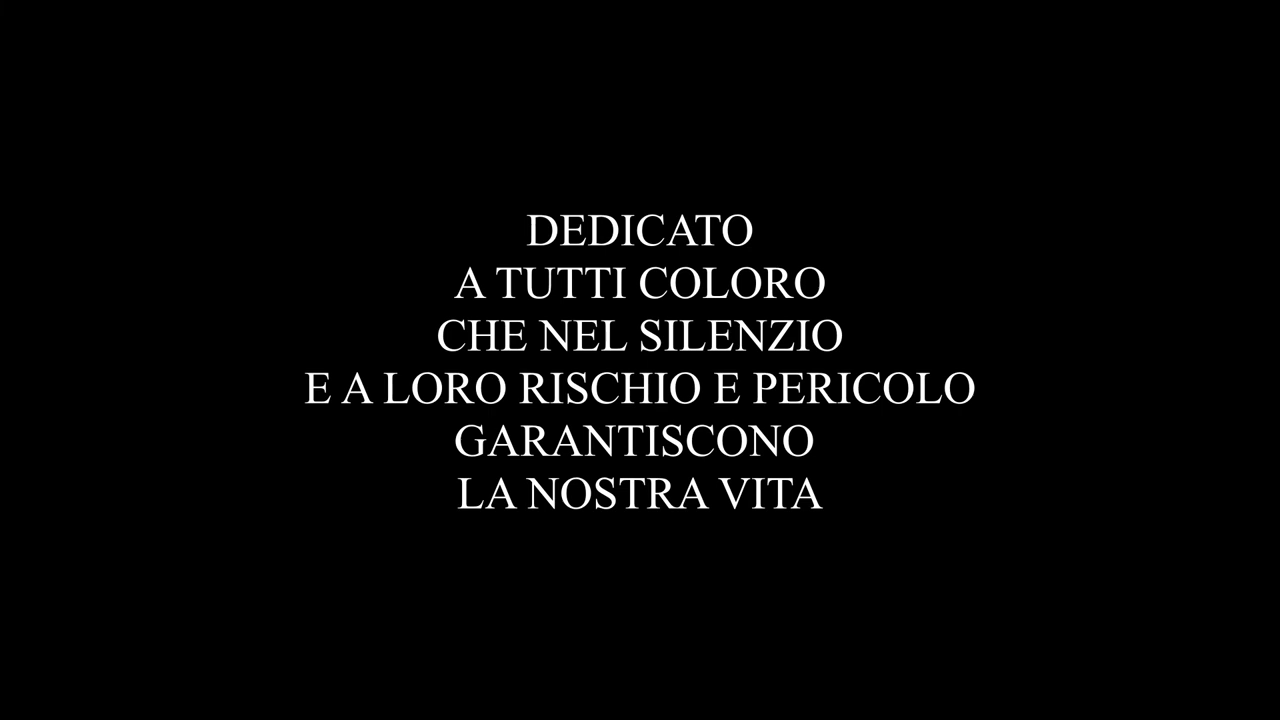 DEDICATO
A TUTTI COLORO
CHE NEL SILENZIO
E A LORO RISCHIO E PERICOLO
GARANTISCONO
LA NOSTRA VITA